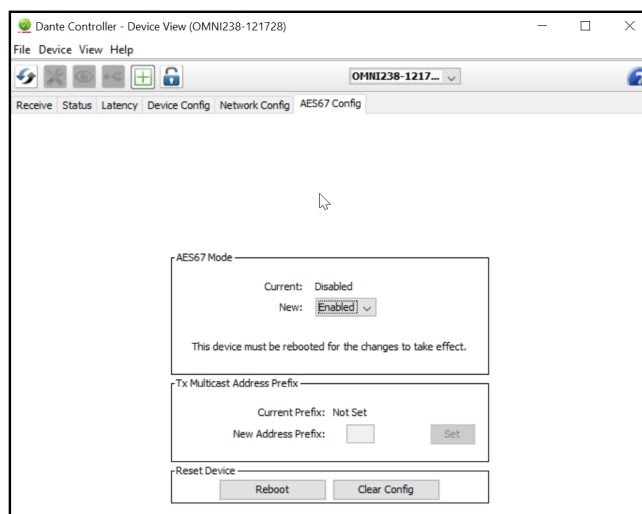 Dante Controller - Device View (OMNI238-121728)
File Device View Help
OMNI238-1217...
Receive Status Latency Device Config Network Config AES67 Config
AES67 Mode
Current: Disabled
New: Enabled
This device must be rebooted for the changes to take effect.
Tx Multicast Address Prefix
Current Prefix: Not Set
New Address Prefix: Set
Reset Device
Reboot Clear Config